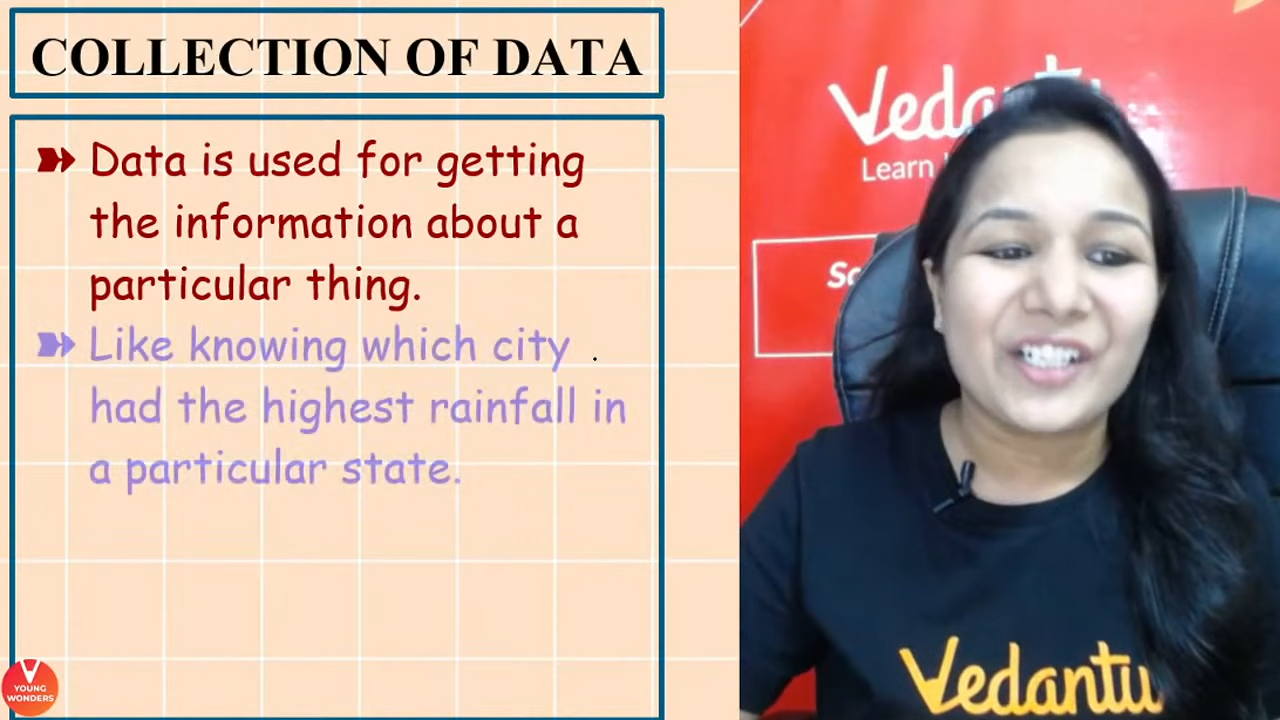 COLLECTION OF DATA
Data is used for getting
the information about a
particular thing.
Like knowing which city
had the highest rainfall in
a particular state.
YOUNG
WONDERS
Learn
Vedantu